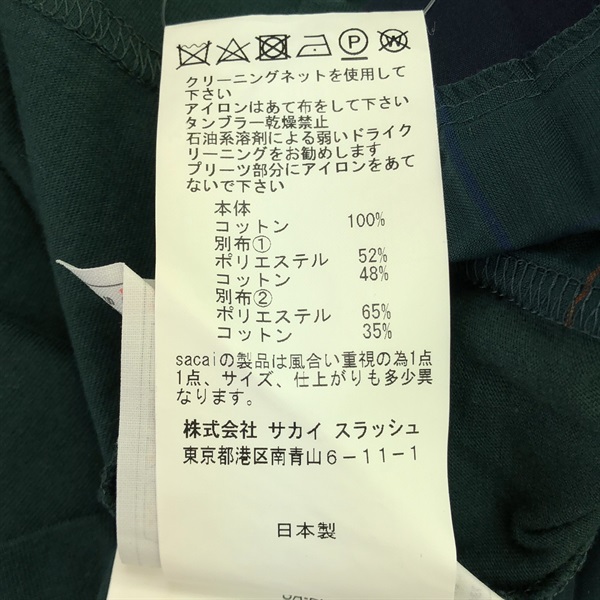 P W
クリーニングネットを使用して
下さい
アイロンはあて布をして下さい
タンブラー乾燥禁止
石油系溶剤による弱いドライク
リーニングをお勧めします
プリーツ部分にアイロンをあて
ないで下さい
本体
コットン 100%
別布①
ポリエステル 52%
コットン 48%
別布②
ポリエステル 65%
コットン 35%
sacaiの製品は風合い重視の為1点
1点、サイズ、仕上がりも多少異
なります。
株式会社 サカイ スラッシュ
東京都港区南青山6-11-1
日本製